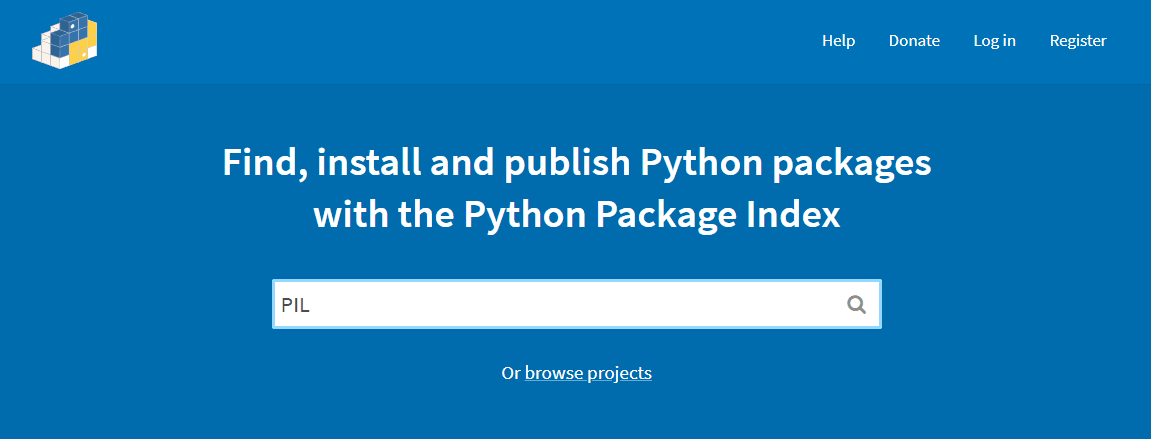 Help Donate Log in Register
Find, install and publish Python packages
with the Python Package Index
PIL
Or browse projects